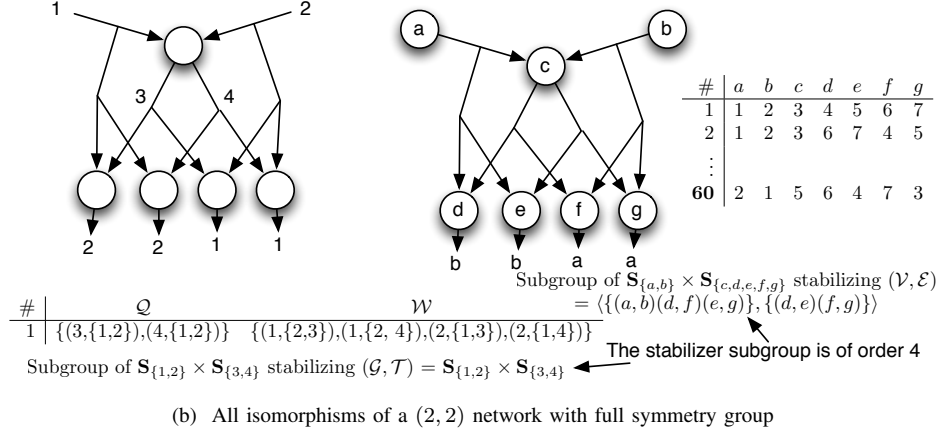 1
2
3
4
2
2
1
1
a
b
c
d
e
f
g
b
b
a
a
# a b c d e f g
1 1 2 3 4 5 6 7
2 1 2 3 6 7 4 5
⋮
60 2 1 5 6 4 7 3
Subgroup of S{a,b} × S{c,d,e,f,g} stabilizing (V, E)
= ⟨{(a, b)(d, f)(e, g)}, {(d, e)(f, g)}⟩
# Q W
1 {(3,{1,2}),(4,{1,2})} {(1,{2,3}),(1,{2, 4}),(2,{1,3}),(2,{1,4})}
The stabilizer subgroup is of order 4
Subgroup of S{1,2} × S{3,4} stabilizing (G, T) = S{1,2} × S{3,4}
(b) All isomorphisms of a (2, 2) network with full symmetry group